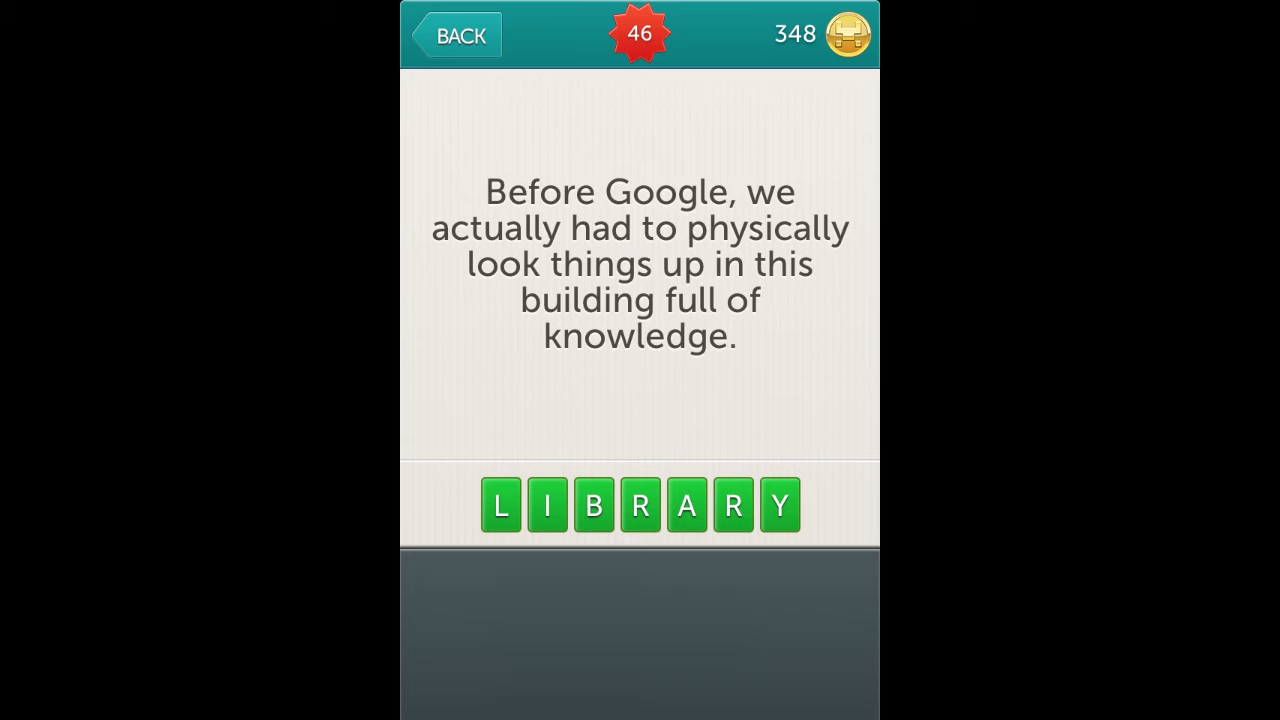 BACK
46
348
Before Google, we
actually had to physically
look things up in this
building full of
knowledge.
LIBRARY